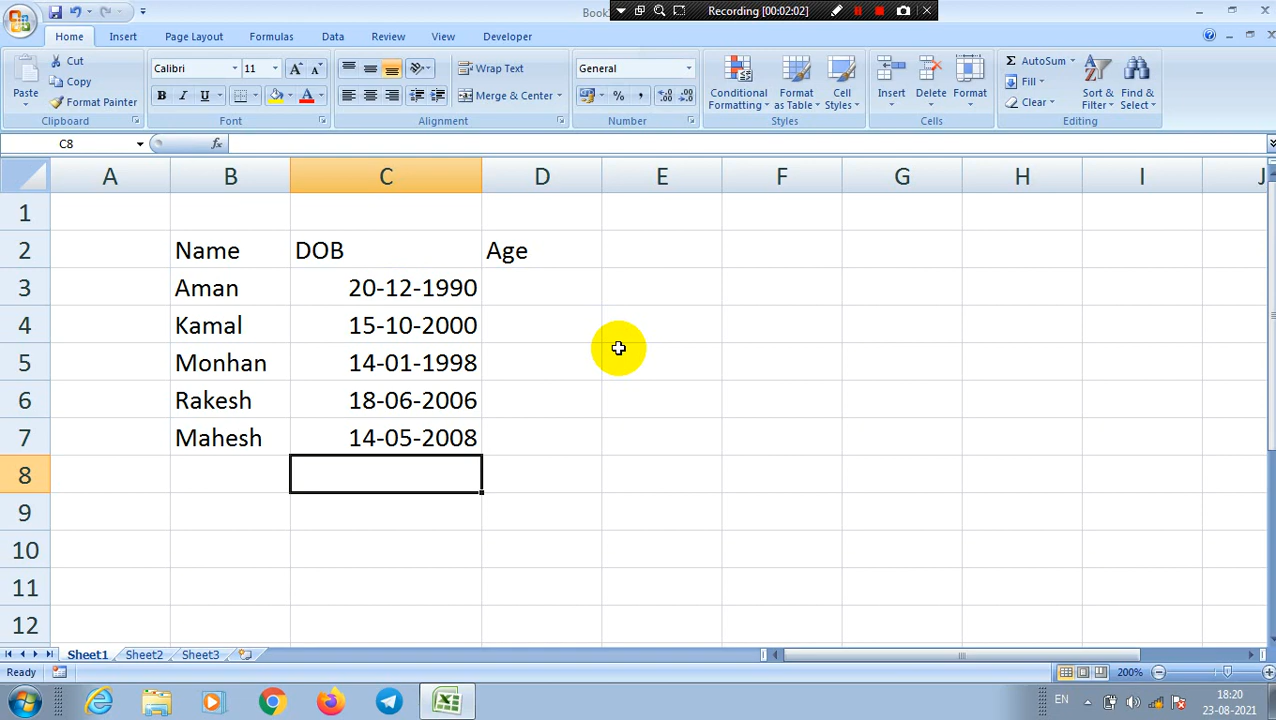 Book
Recording [00:02:02]
Home Insert Page Layout Formulas Data Review View Developer
Cut
Copy
Format Painter
Paste
Clipboard
Calibri 11
B I U
Font
Wrap Text
Merge & Center
Alignment
General
%
Number
Conditional Formatting
Format as Table
Cell Styles
Styles
Insert Delete Format
Cells
Σ AutoSum
Fill
Clear
Sort & Filter
Find & Select
Editing
C8 fx
A B C D E F G H I J
1
2 Name DOB Age
3 Aman 20-12-1990
4 Kamal 15-10-2000
5 Monhan 14-01-1998
6 Rakesh 18-06-2006
7 Mahesh 14-05-2008
8
9
10
11
12
Sheet1 Sheet2 Sheet3
Ready 200%
EN 18:20
23-08-2021